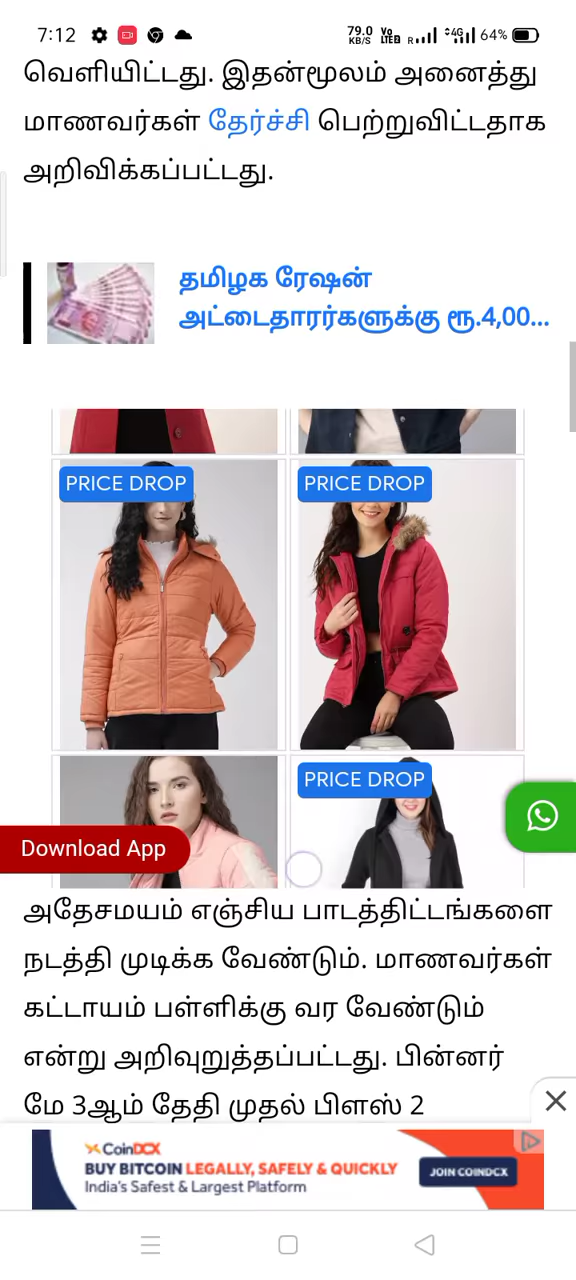 7:12
79.0 KB/S Vo LTE R 4G 64%
வெளியிட்டது. இதன்மூலம் அனைத்து
மாணவர்கள் தேர்ச்சி பெற்றுவிட்டதாக
அறிவிக்கப்பட்டது.
தமிழக ரேஷன்
அட்டைதாரர்களுக்கு ரூ.4,00...
PRICE DROP
PRICE DROP
PRICE DROP
Download App
அதேசமயம் எஞ்சிய பாடத்திட்டங்களை
நடத்தி முடிக்க வேண்டும். மாணவர்கள்
கட்டாயம் பள்ளிக்கு வர வேண்டும்
என்று அறிவுறுத்தப்பட்டது. பின்னர்
மே 3ஆம் தேதி முதல் பிளஸ் 2
CoinDCX
BUY BITCOIN LEGALLY, SAFELY & QUICKLY
India's Safest & Largest Platform
JOIN COINDCX